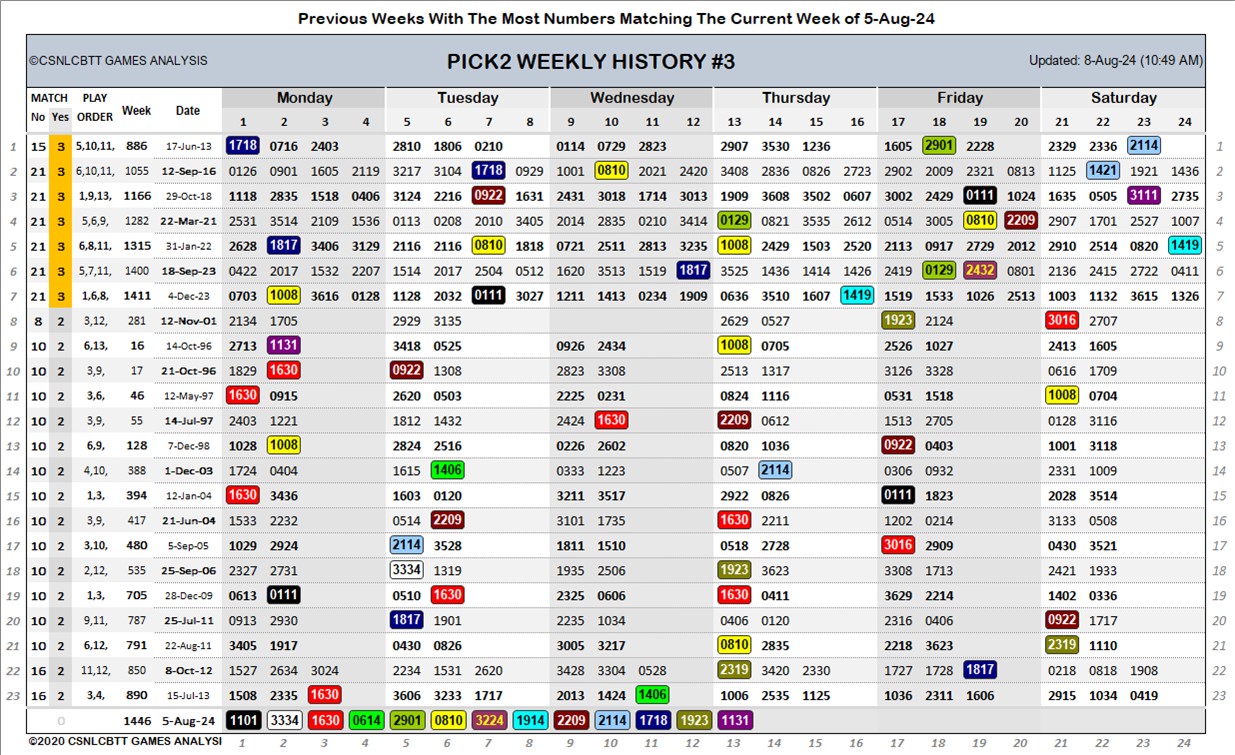 Previous Weeks With The Most Numbers Matching The Current Week of 5-Aug-24
©CSNLCBTT GAMES ANALYSIS PICK2 WEEKLY HISTORY #3 Updated: 8-Aug-24 (10:49 AM)
MATCH PLAY Week Date Monday Tuesday Wednesday Thursday Friday Saturday
No Yes ORDER 1 2 3 4 5 6 7 8 9 10 11 12 13 14 15 16 17 18 19 20 21 22 23 24
1 15 3 5,10,11, 886 17-Jun-13 1718 0716 2403 2810 1806 0210 0114 0729 2823 2907 3530 1236 1605 2901 2228 2329 2336 2114 1
2 21 3 6,10,11, 1055 12-Sep-16 0126 0901 1605 2119 3217 3104 1718 0929 1001 0810 2021 2420 3408 2836 0826 2723 2902 2009 2321 0813 1125 1421 1921 1436 2
3 21 3 1,9,13, 1166 29-Oct-18 1118 2835 1518 0406 3124 1216 0922 1631 2431 3018 1714 3013 1909 3608 3502 0607 3002 2429 0111 1024 1635 0505 3111 2735 3
4 21 3 5,6,9, 1282 22-Mar-21 2531 3514 2109 1536 0113 0326 2010 3405 2014 2835 0210 3414 0129 0821 3535 2612 0514 3005 0810 2209 2907 1701 2527 1007 4
5 21 3 6,8,11, 1315 31-Jan-22 2628 1817 3406 3129 2116 2116 0810 1818 0721 2511 2813 3235 1008 2429 1503 2520 2113 0917 2729 2012 2910 2514 0820 1419 5
6 21 3 5,7,11, 1400 18-Sep-23 0422 2017 1532 2207 1514 2017 2504 0512 1620 3513 1519 1817 3525 1436 1414 1426 2419 0129 2432 0801 2136 2415 2722 0411 6
7 21 3 1,6,8, 1411 4-Dec-23 0703 1008 3616 0128 1128 2032 0111 3027 1211 1413 0234 1909 0636 3510 1607 1419 1519 1533 1026 2513 1003 1132 3615 1326 7
8 8 2 3,12, 281 12-Nov-01 2134 1705 2929 3135 2629 0527 1923 2124 3016 2707 8
9 10 2 6,13, 16 14-Oct-96 2713 1131 3418 0525 0926 2434 1008 0705 2526 1027 2413 1605 9
10 10 2 3,9, 17 21-Oct-96 1829 1630 0922 1308 2823 3308 2513 1317 3126 3328 0616 1709 10
11 10 2 3,6, 46 12-May-97 1630 0915 2620 0503 2225 0231 0824 1116 0531 1518 1008 0704 11
12 10 2 3,9, 55 14-Jul-97 2403 1221 1812 1432 2424 1630 2209 0612 1513 2705 0128 3116 12
13 10 2 6,9, 128 7-Dec-98 1028 1008 2824 2516 0226 2602 0820 1036 0922 0403 1001 3118 13
14 10 2 4,10, 388 1-Dec-03 1724 0404 1615 1406 0333 1223 0507 2114 0306 0932 2331 1009 14
15 10 2 1,3, 394 12-Jan-04 1630 3436 1603 0120 3211 3517 2922 0826 0111 1823 2028 3514 15
16 10 2 3,9, 417 21-Jun-04 1533 2232 0514 2209 3101 1735 1630 2211 1202 0214 3133 0508 16
17 10 2 3,10, 480 5-Sep-05 1029 2924 2114 3528 1811 1510 0518 2728 3016 2909 0430 3521 17
18 10 2 2,12, 535 25-Sep-06 2327 2731 3334 1319 1935 2506 1923 3623 3308 1713 2421 1933 18
19 10 2 1,3, 705 28-Dec-09 0613 0111 0510 1630 2325 0606 1630 0411 3629 2214 1402 0336 19
20 10 2 9,11, 787 25-Jul-11 0913 2930 1817 1901 2235 1034 0406 0120 2316 0406 0922 1717 20
21 10 2 6,12, 791 22-Aug-11 3405 1917 0430 0826 3005 3217 0810 2835 2218 3623 2319 1110 21
22 16 2 11,12, 850 8-Oct-12 1527 2634 3024 2234 1531 2620 3428 3304 0528 2319 3420 2330 1727 1728 1817 0218 0818 1908 22
23 16 2 3,4, 890 15-Jul-13 1508 2335 1630 3606 3233 1717 2013 1424 1406 1006 2535 1125 1036 2311 1606 2915 0334 0419 23
0 1446 5-Aug-24 1101 3334 1630 0614 2901 0810 3224 1914 2209 2114 1718 1923 1131
©2020 CSNLCBTT GAMES ANALYSI 1 2 3 4 5 6 7 8 9 10 11 12 13 14 15 16 17 18 19 20 21 22 23 24